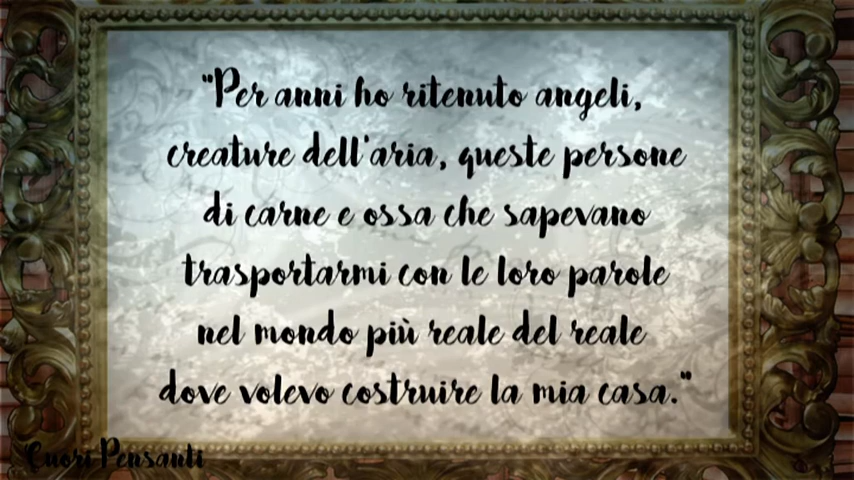 "Per anni ho ritenuto angeli,
creature dell'aria, queste persone
di carne e ossa che sapevano
trasportarmi con le loro parole
nel mondo più reale del reale
dove volevo costruire la mia casa."
Cuori Pensanti